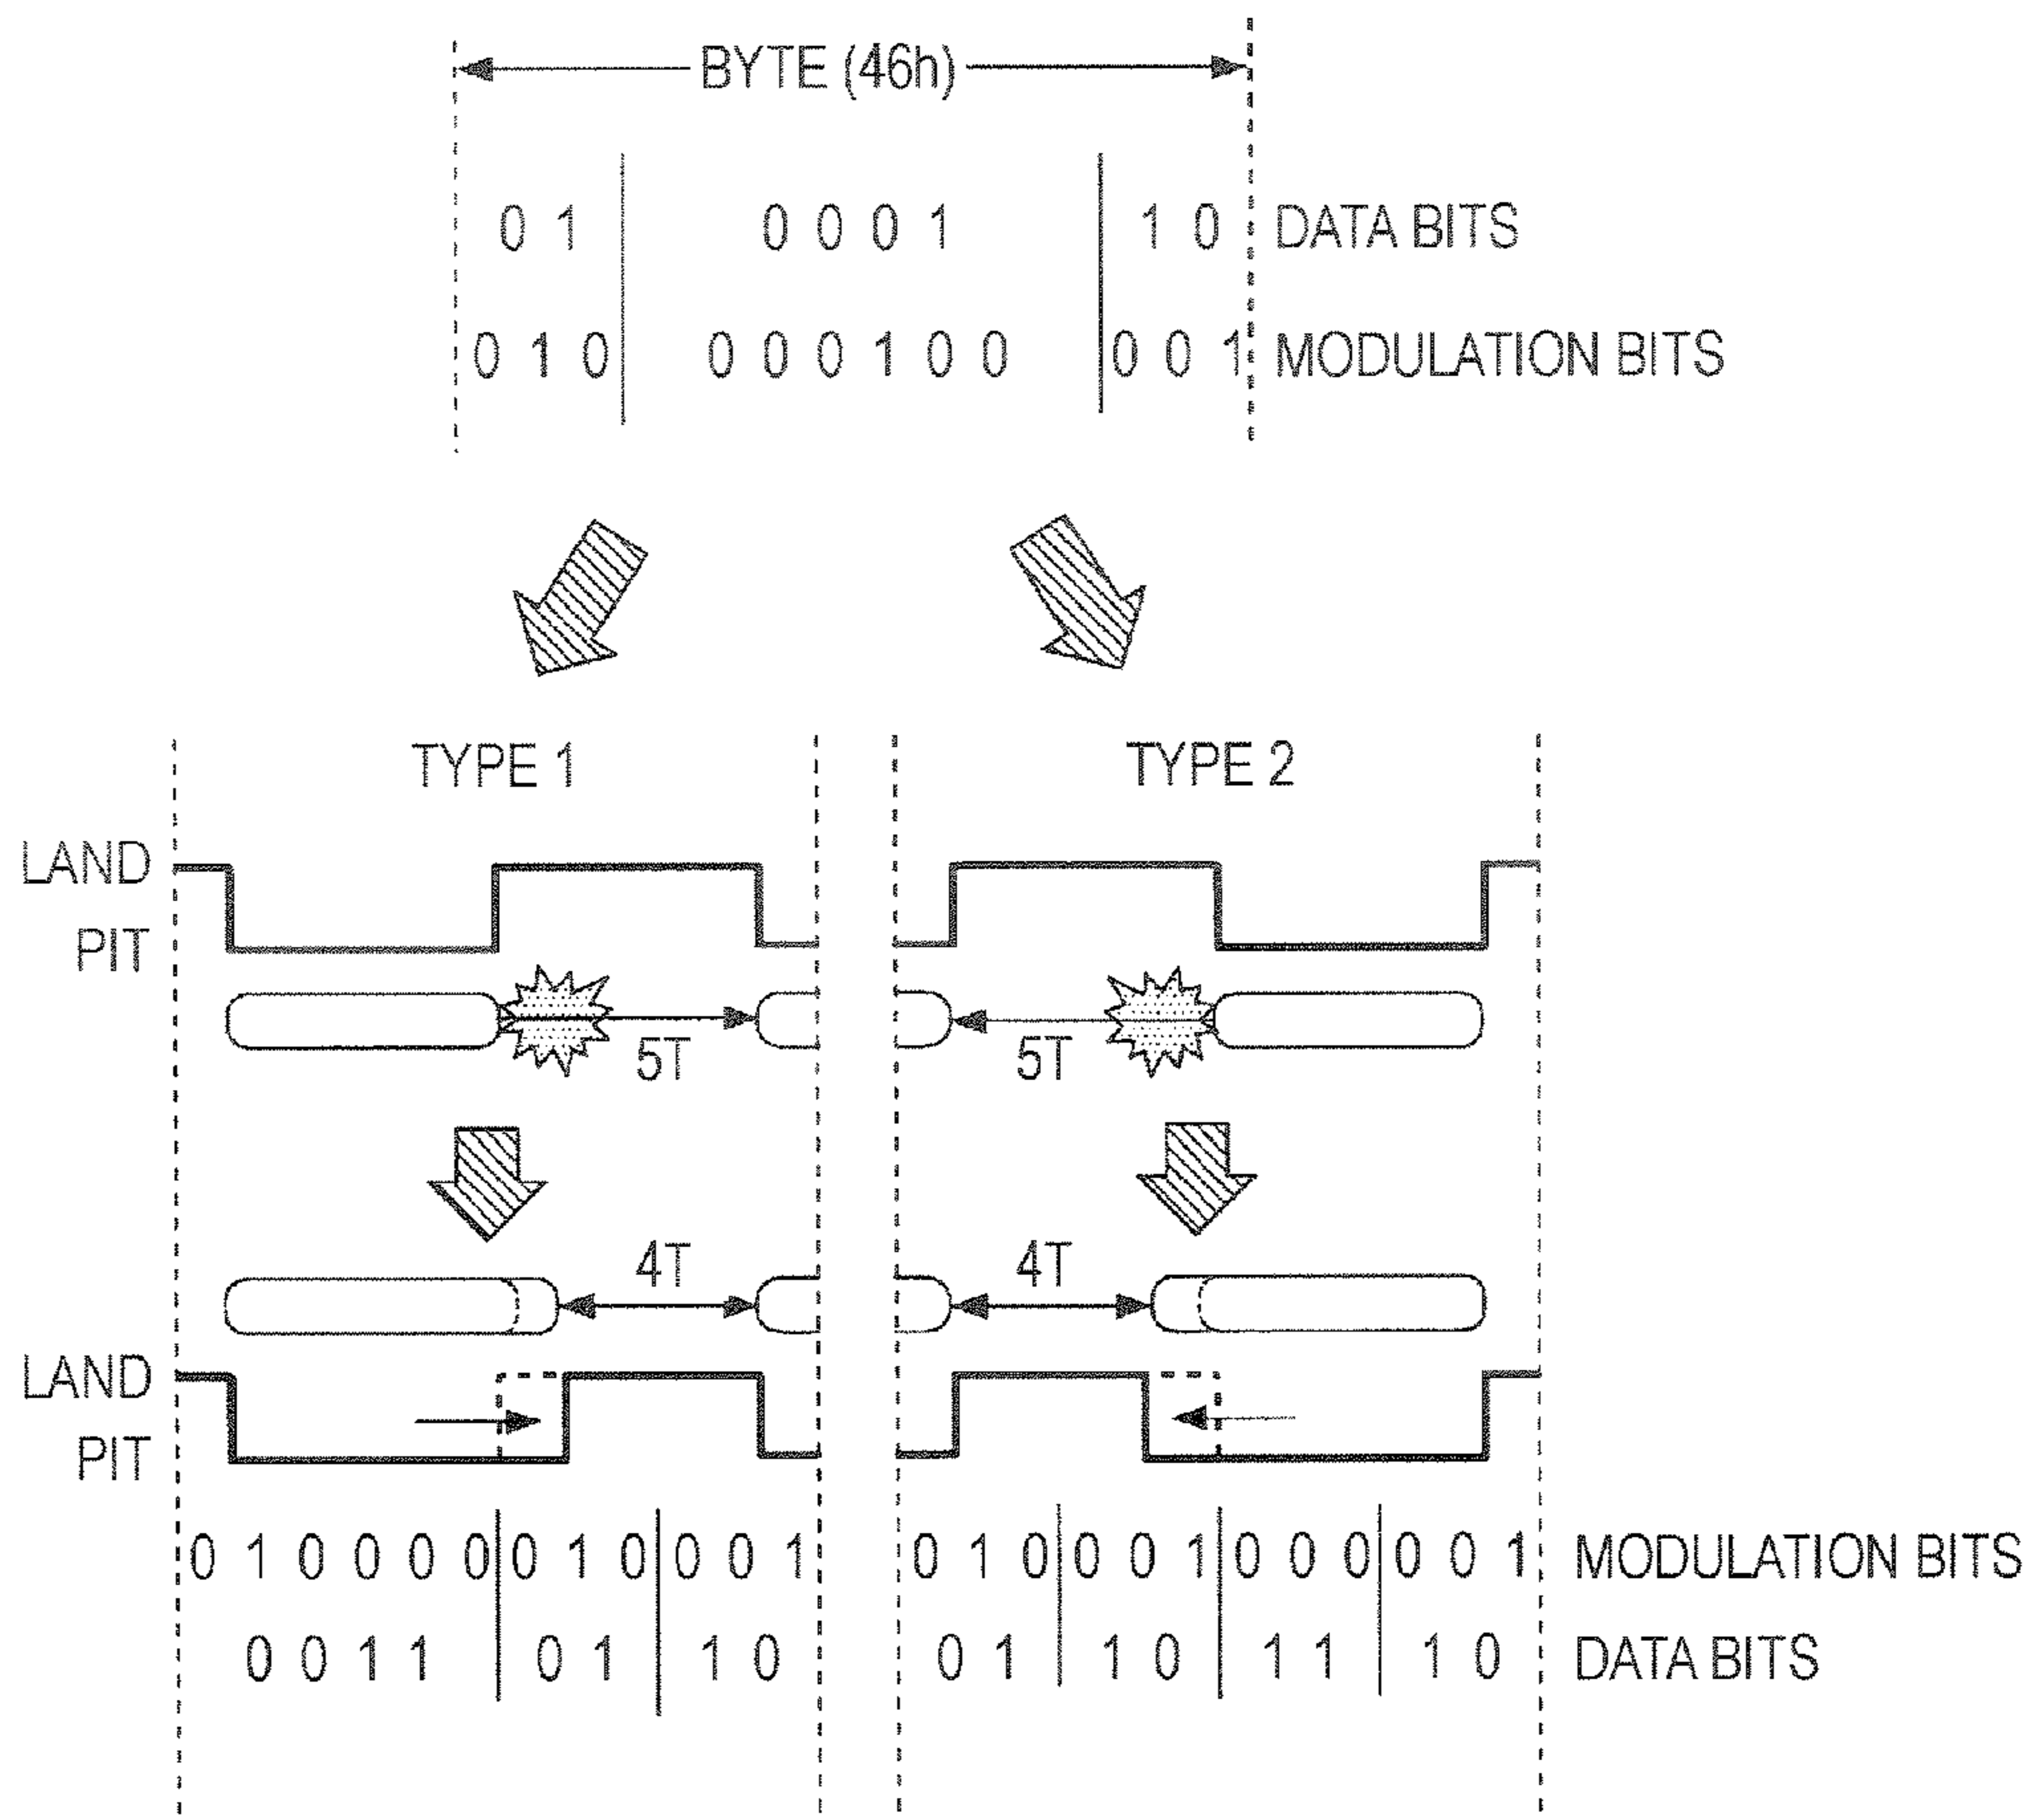 BYTE (46h)
0 1 0 0 0 1 1 0 DATA BITS
0 1 0 0 0 0 1 0 0 0 0 1 MODULATION BITS
TYPE 1 TYPE 2
LAND
PIT
5T 5T
4T 4T
LAND
PIT
0 1 0 0 0 0 0 1 0 0 0 1 0 1 0 0 0 1 0 0 0 0 0 1 MODULATION BITS
0 0 1 1 0 1 1 0 0 1 1 0 1 1 1 0 DATA BITS